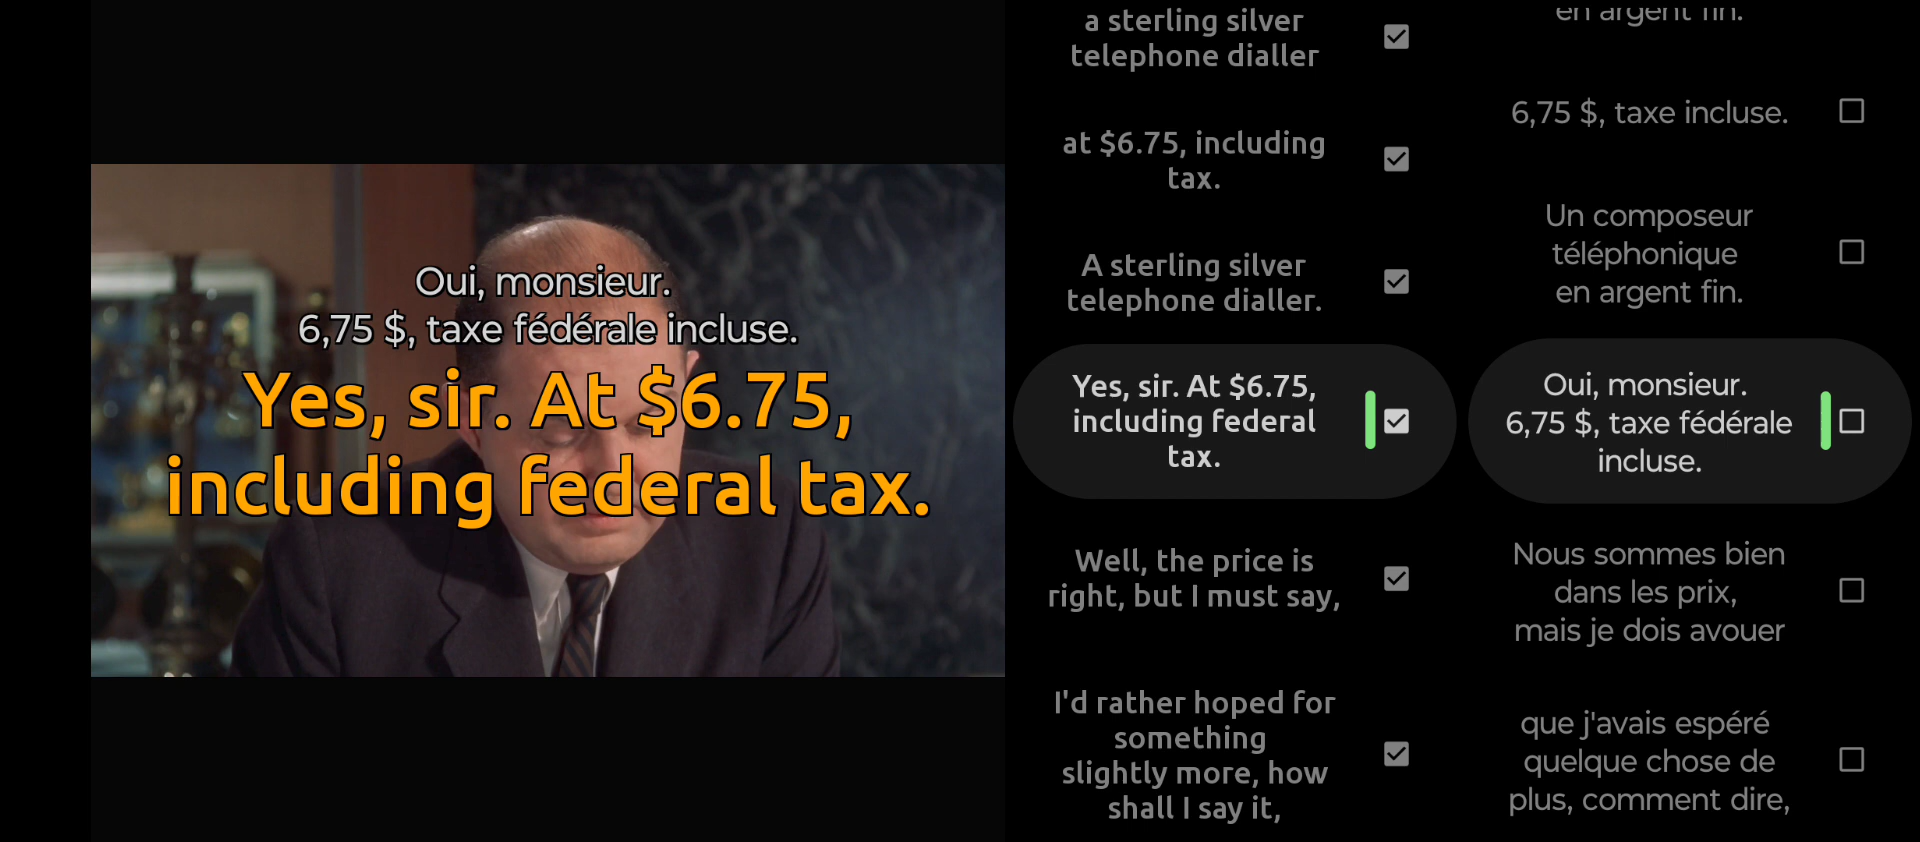 Oui, monsieur.
6,75 $, taxe fédérale incluse.
Yes, sir. At $6.75,
including federal tax.
a sterling silver
telephone dialler
at $6.75, including
tax.
A sterling silver
telephone dialler.
Yes, sir. At $6.75,
including federal
tax.
Well, the price is
right, but I must say,
I'd rather hoped for
something
slightly more, how
shall I say it,
en argent fin.
6,75 $, taxe incluse.
Un composeur
téléphonique
en argent fin.
Oui, monsieur.
6,75 $, taxe fédérale
incluse.
Nous sommes bien
dans les prix,
mais je dois avouer
que j'avais espéré
quelque chose de
plus, comment dire,